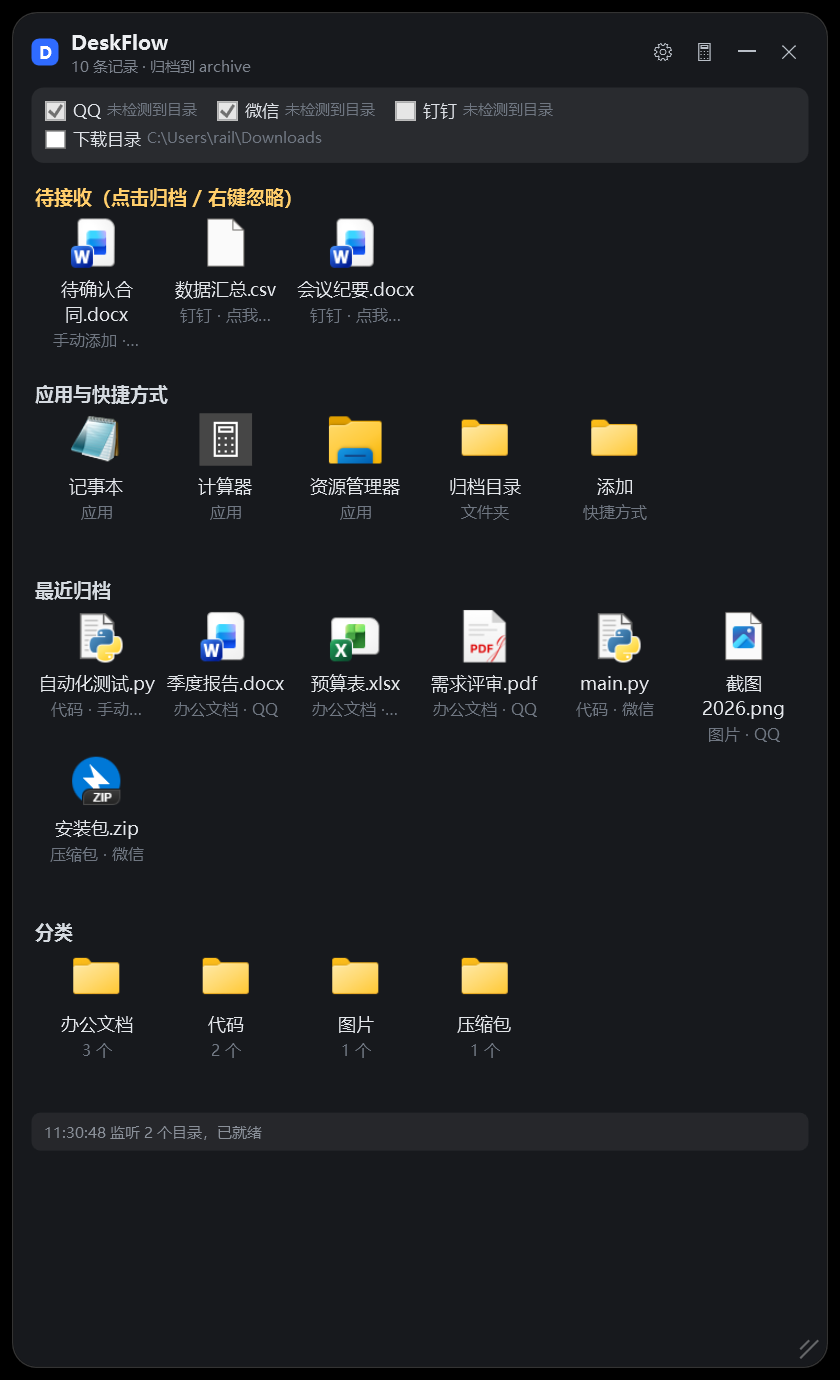 D
DeskFlow
10 条记录 · 归档到 archive
QQ 未检测到目录 微信 未检测到目录 钉钉 未检测到目录
下载目录 C:\Users\rail\Downloads
待接收（点击归档 / 右键忽略）
待确认合同.docx
手动添加 ·...
数据汇总.csv
钉钉 · 点我...
会议纪要.docx
钉钉 · 点我...
应用与快捷方式
记事本
应用
计算器
应用
资源管理器
应用
归档目录
文件夹
添加
快捷方式
最近归档
自动化测试.py
代码 · 手动...
季度报告.docx
办公文档 · QQ
预算表.xlsx
办公文档 ·...
PDF
需求评审.pdf
办公文档 · QQ
main.py
代码 · 微信
截图
2026.png
图片 · QQ
ZIP
安装包.zip
压缩包 · 微信
分类
办公文档
3 个
代码
2 个
图片
1 个
压缩包
1 个
11:30:48 监听 2 个目录，已就绪